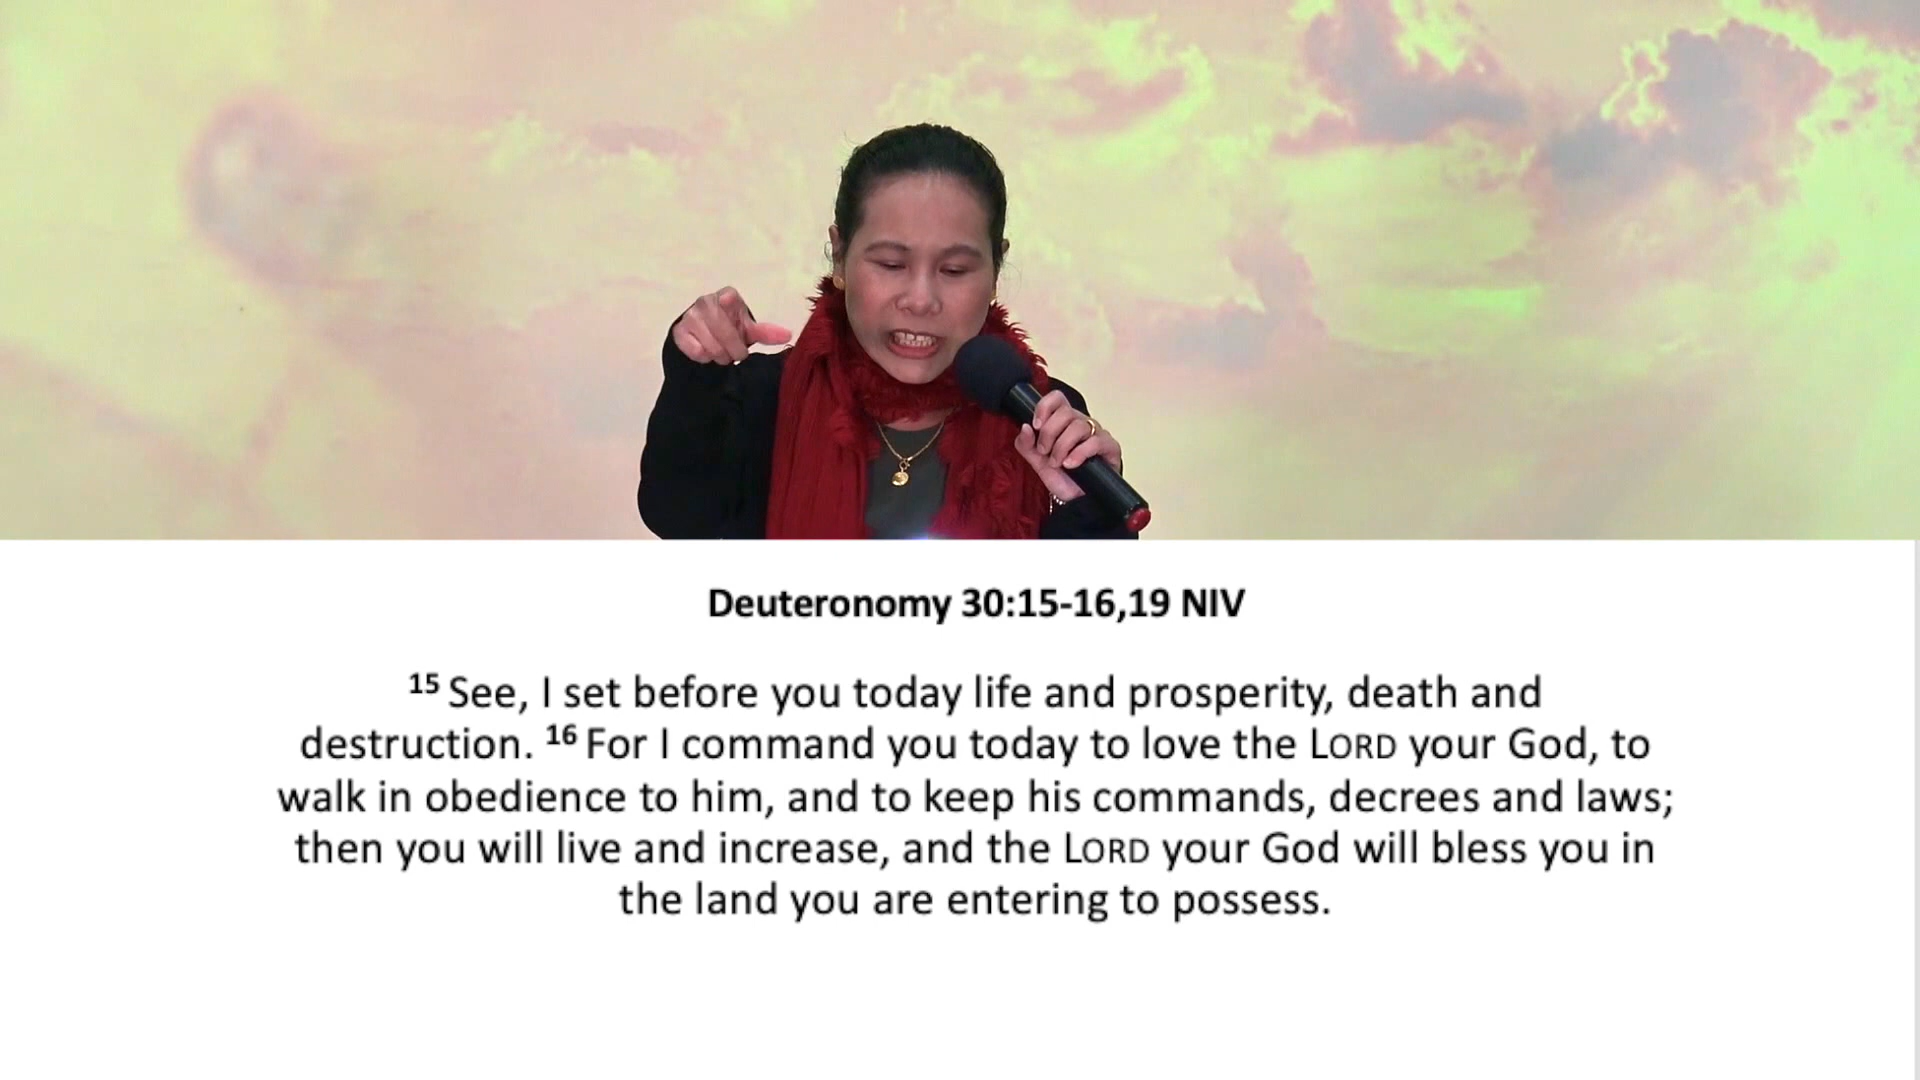 Deuteronomy 30:15-16,19 NIV
15 See, I set before you today life and prosperity, death and
destruction. 16 For I command you today to love the LORD your God, to
walk in obedience to him, and to keep his commands, decrees and laws;
then you will live and increase, and the LORD your God will bless you in
the land you are entering to possess.